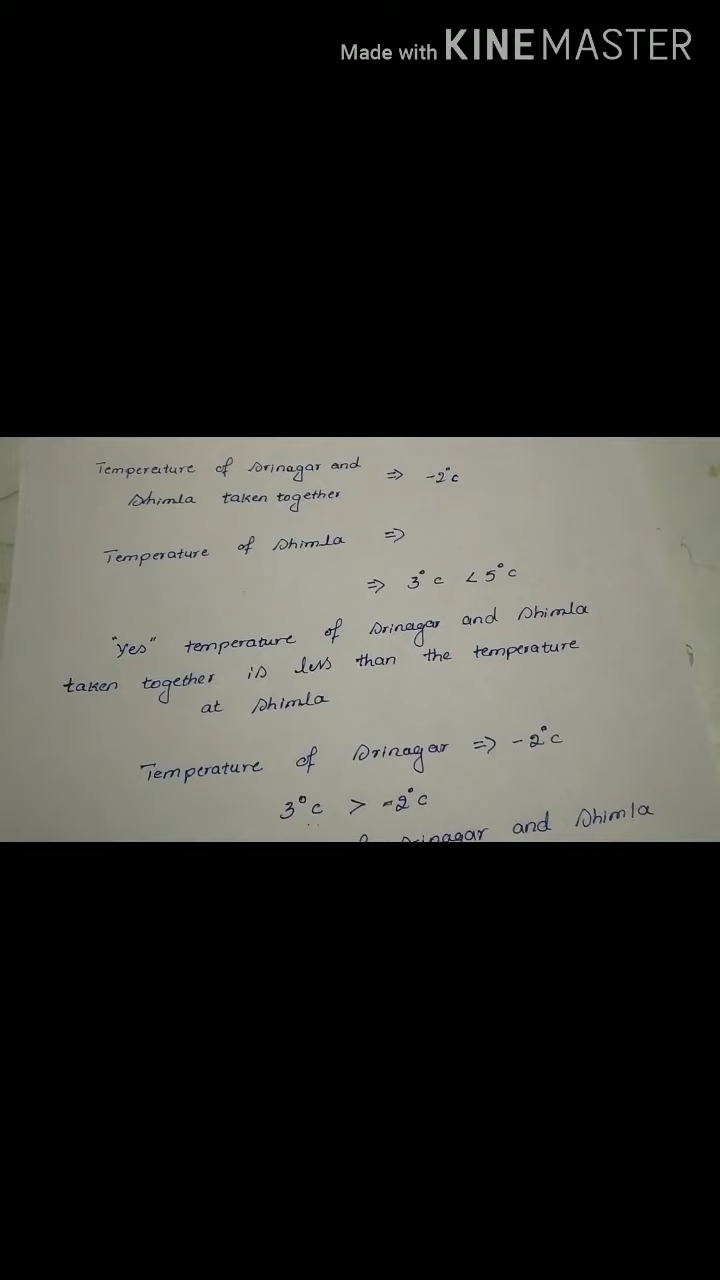 Made with KINEMASTER
Temperature of Srinagar and ⇒ -2°c
Shimla taken together
Temperature of Shimla ⇒
⇒ 3°c < 5°c
"yes" temperature of Srinagar and Shimla
taken together is less than the temperature
at Shimla
Temperature of Srinagar ⇒ -2°c
3°c > -2°c
Srinagar and Shimla